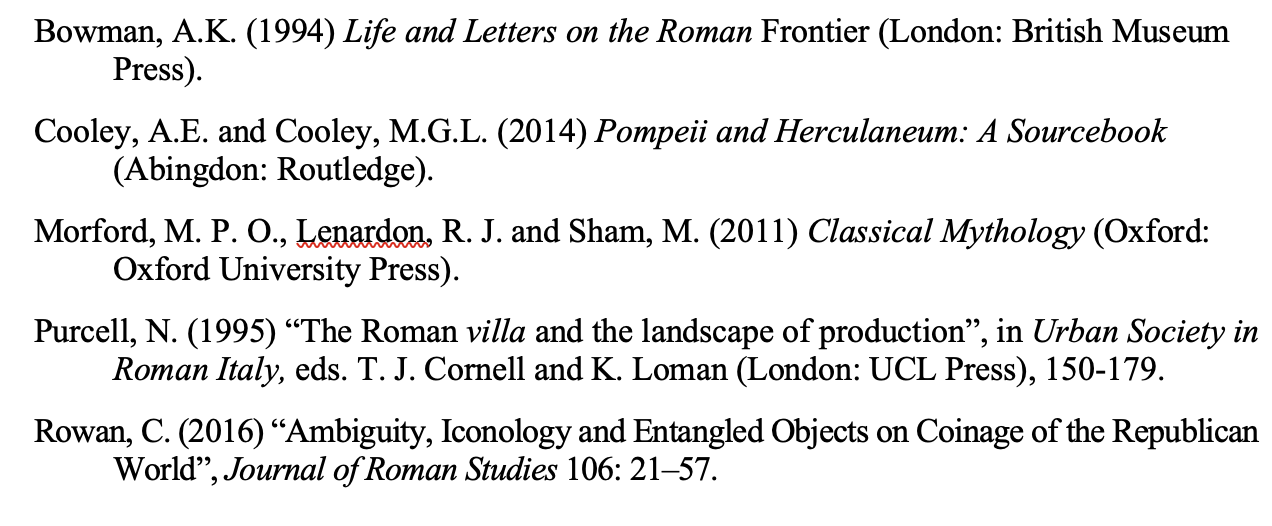 Bowman, A.K. (1994) Life and Letters on the Roman Frontier (London: British Museum
Press).
Cooley, A.E. and Cooley, M.G.L. (2014) Pompeii and Herculaneum: A Sourcebook
(Abingdon: Routledge).
Morford, M. P. O., Lenardon, R. J. and Sham, M. (2011) Classical Mythology (Oxford:
Oxford University Press).
Purcell, N. (1995) “The Roman villa and the landscape of production”, in Urban Society in
Roman Italy, eds. T. J. Cornell and K. Loman (London: UCL Press), 150-179.
Rowan, C. (2016) “Ambiguity, Iconology and Entangled Objects on Coinage of the Republican
World”, Journal of Roman Studies 106: 21–57.